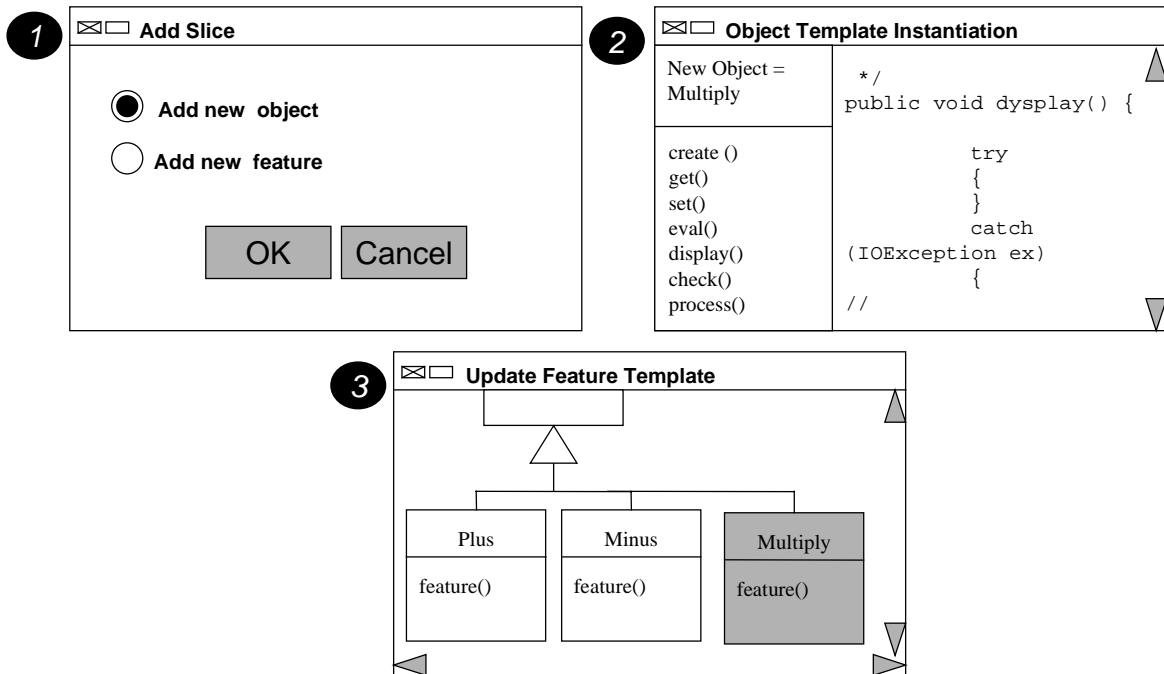 1
Add Slice
Add new object
Add new feature
OK
Cancel
2
Object Template Instantiation
New Object =
Multiply
create ()
get()
set()
eval()
display()
check()
process()
*/
public void dysplay() {
try
{
}
catch
(IOException ex)
{
//
3
Update Feature Template
Plus
feature()
Minus
feature()
Multiply
feature()